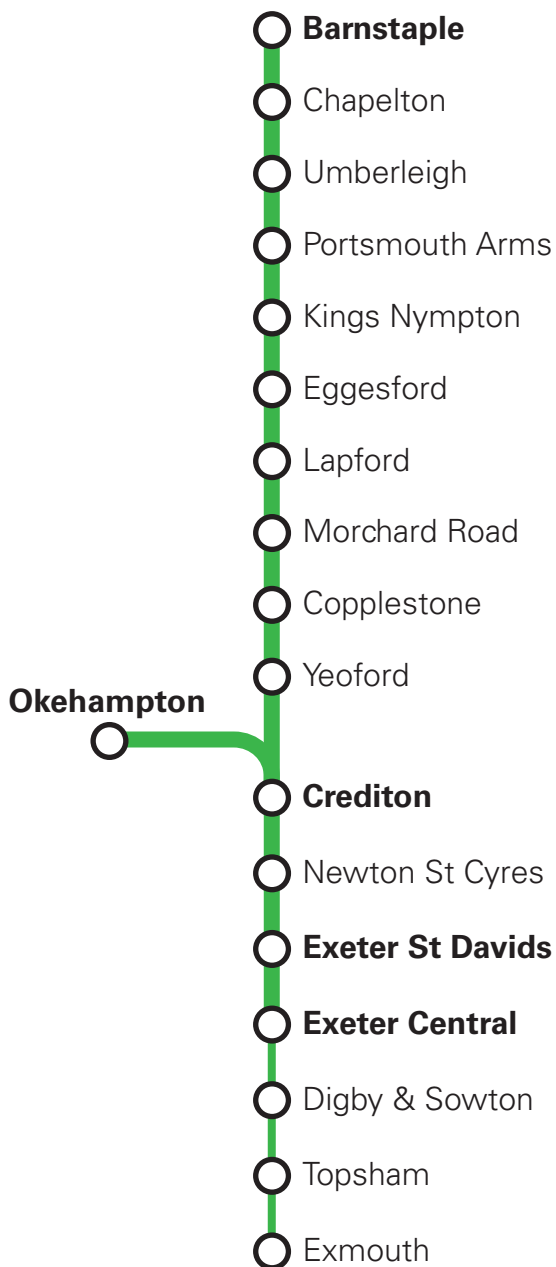 Barnstaple
Chapelton
Umberleigh
Portsmouth Arms
Kings Nympton
Eggesford
Lapford
Morchard Road
Copplestone
Yeoford
Okehampton
Crediton
Newton St Cyres
Exeter St Davids
Exeter Central
Digby & Sowton
Topsham
Exmouth